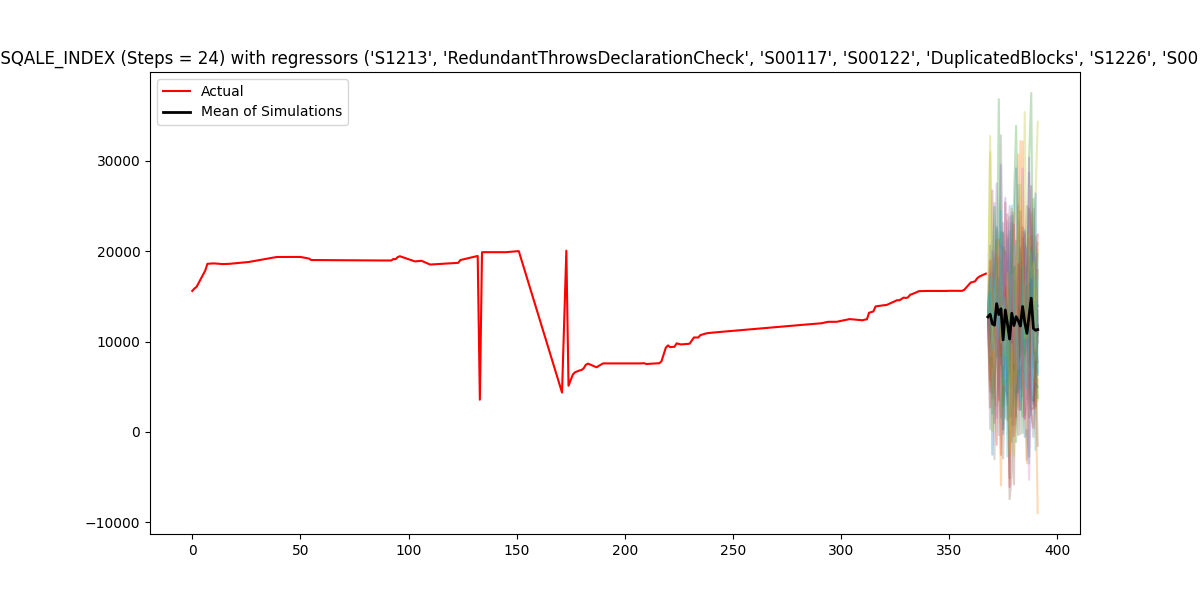 SQALE_INDEX (Steps = 24) with regressors ('S1213', 'RedundantThrowsDeclarationCheck', 'S00117', 'S00122', 'DuplicatedBlocks', 'S1226', 'S00
Actual
Mean of Simulations
30000
20000
10000
0
−10000
0 50 100 150 200 250 300 350 400